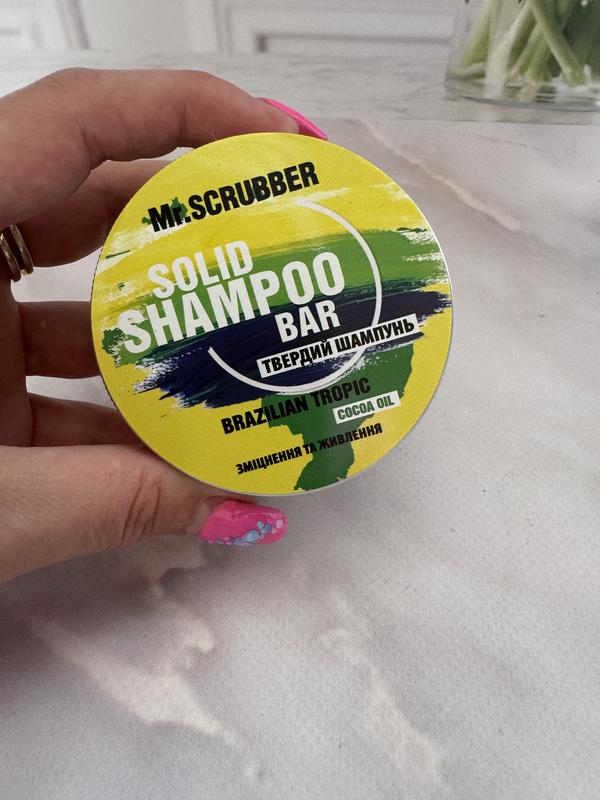 Mr.SCRUBBER
SOLID
SHAMPOO
BAR
ТВЕРДИЙ ШАМПУНЬ
BRAZILIAN TROPIC
COCOA OIL
ЗМІЦНЕННЯ ТА ЖИВЛЕННЯ